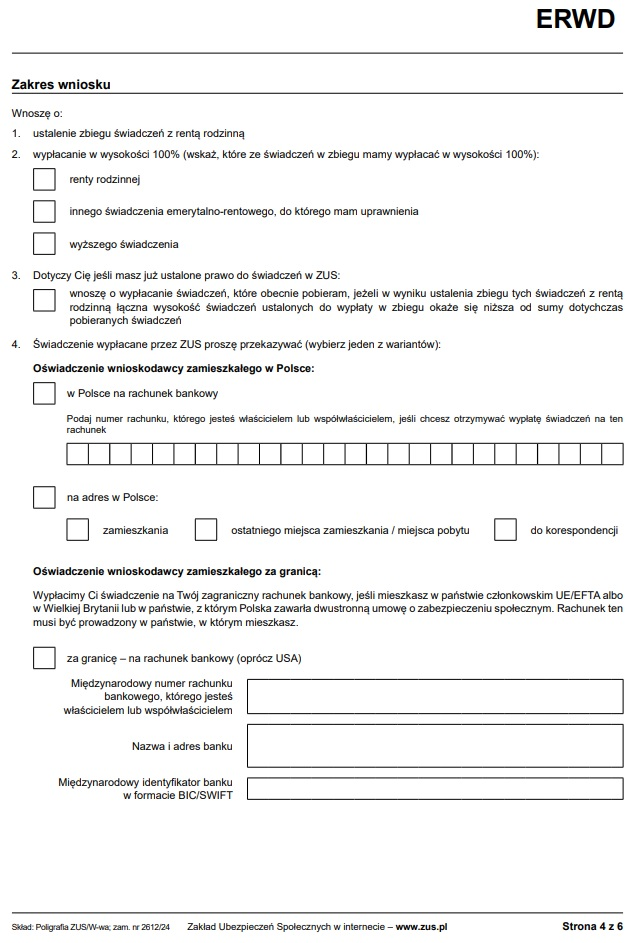 ERWD
Zakres wniosku
Wnoszę o:
1. ustalenie zbiegu świadczeń z rentą rodzinną
2. wypłacanie w wysokości 100% (wskaż, które ze świadczeń w zbiegu mamy wypłacać w wysokości 100%):
renty rodzinnej
innego świadczenia emerytalno-rentowego, do którego mam uprawnienia
wyższego świadczenia
3. Dotyczy Cię jeśli masz już ustalone prawo do świadczeń w ZUS:
wnoszę o wypłacanie świadczeń, które obecnie pobieram, jeżeli w wyniku ustalenia zbiegu tych świadczeń z rentą
rodzinną łączna wysokość świadczeń ustalonych do wypłaty w zbiegu okaże się niższa od sumy dotychczas
pobieranych świadczeń
4. Świadczenie wypłacane przez ZUS proszę przekazywać (wybierz jeden z wariantów):
Oświadczenie wnioskodawcy zamieszkałego w Polsce:
w Polsce na rachunek bankowy
Podaj numer rachunku, którego jesteś właścicielem lub współwłaścicielem, jeśli chcesz otrzymywać wypłatę świadczeń na ten
rachunek
na adres w Polsce:
zamieszkania ostatniego miejsca zamieszkania / miejsca pobytu do korespondencji
Oświadczenie wnioskodawcy zamieszkałego za granicą:
Wypłacimy Ci świadczenie na Twój zagraniczny rachunek bankowy, jeśli mieszkasz w państwie członkowskim UE/EFTA albo
w Wielkiej Brytanii lub w państwie, z którym Polska zawarła dwustronną umowę o zabezpieczeniu społecznym. Rachunek ten
musi być prowadzony w państwie, w którym mieszkasz.
za granicę – na rachunek bankowy (oprócz USA)
Międzynarodowy numer rachunku
bankowego, którego jesteś
właścicielem lub współwłaścicielem
Nazwa i adres banku
Międzynarodowy identyfikator banku
w formacie BIC/SWIFT
Skład: Poligrafia ZUS/W-wa; zam. nr 2612/24 Zakład Ubezpieczeń Społecznych w internecie – www.zus.pl Strona 4 z 6